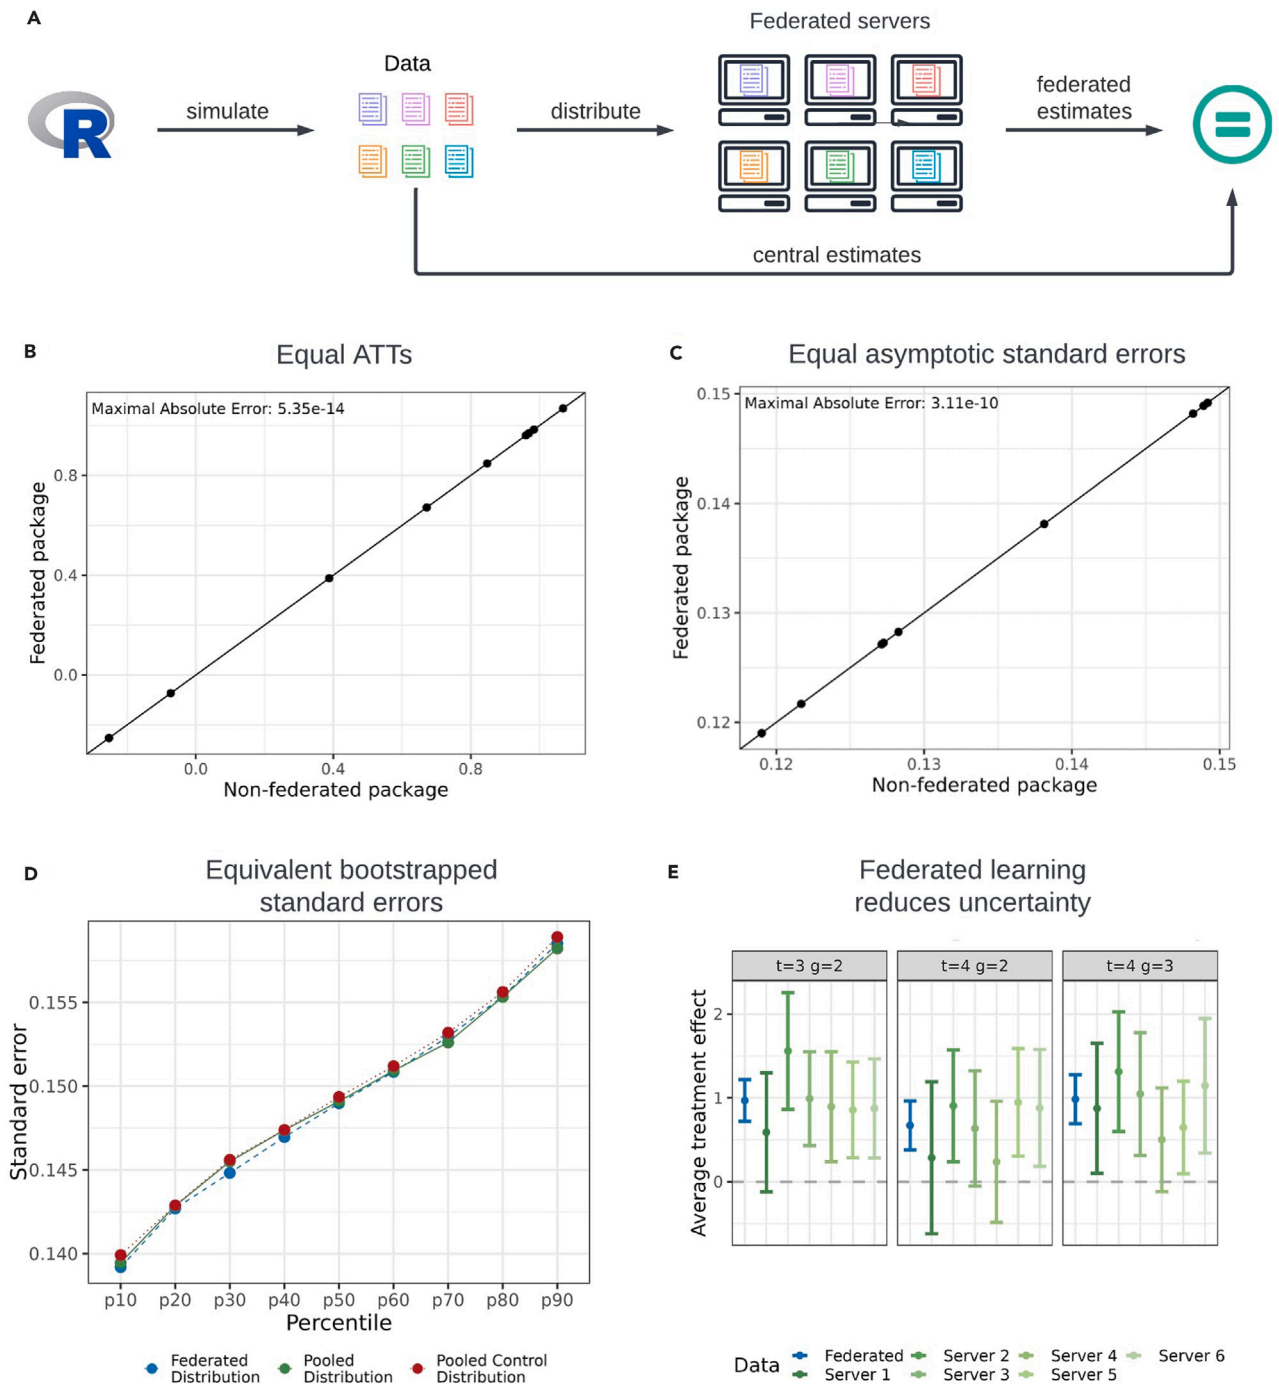 A
Federated servers
Data
simulate
distribute
federated
estimates
R
central estimates
B
Equal ATTs
Maximal Absolute Error: 5.35e-14
Federated package
0.8
0.4
0.0
0.0 0.4 0.8
Non-federated package
C
Equal asymptotic standard errors
Maximal Absolute Error: 3.11e-10
Federated package
0.15
0.14
0.13
0.12
0.12 0.13 0.14 0.15
Non-federated package
D
Equivalent bootstrapped
standard errors
Standard error
0.155
0.150
0.145
0.140
p10 p20 p30 p40 p50 p60 p70 p80 p90
Percentile
Federated
Distribution
Pooled
Distribution
Pooled Control
Distribution
E
Federated learning
reduces uncertainty
t=3 g=2
t=4 g=2
t=4 g=3
Average treatment effect
2
1
0
Data
Federated Server 2 Server 4 Server 6
Server 1 Server 3 Server 5